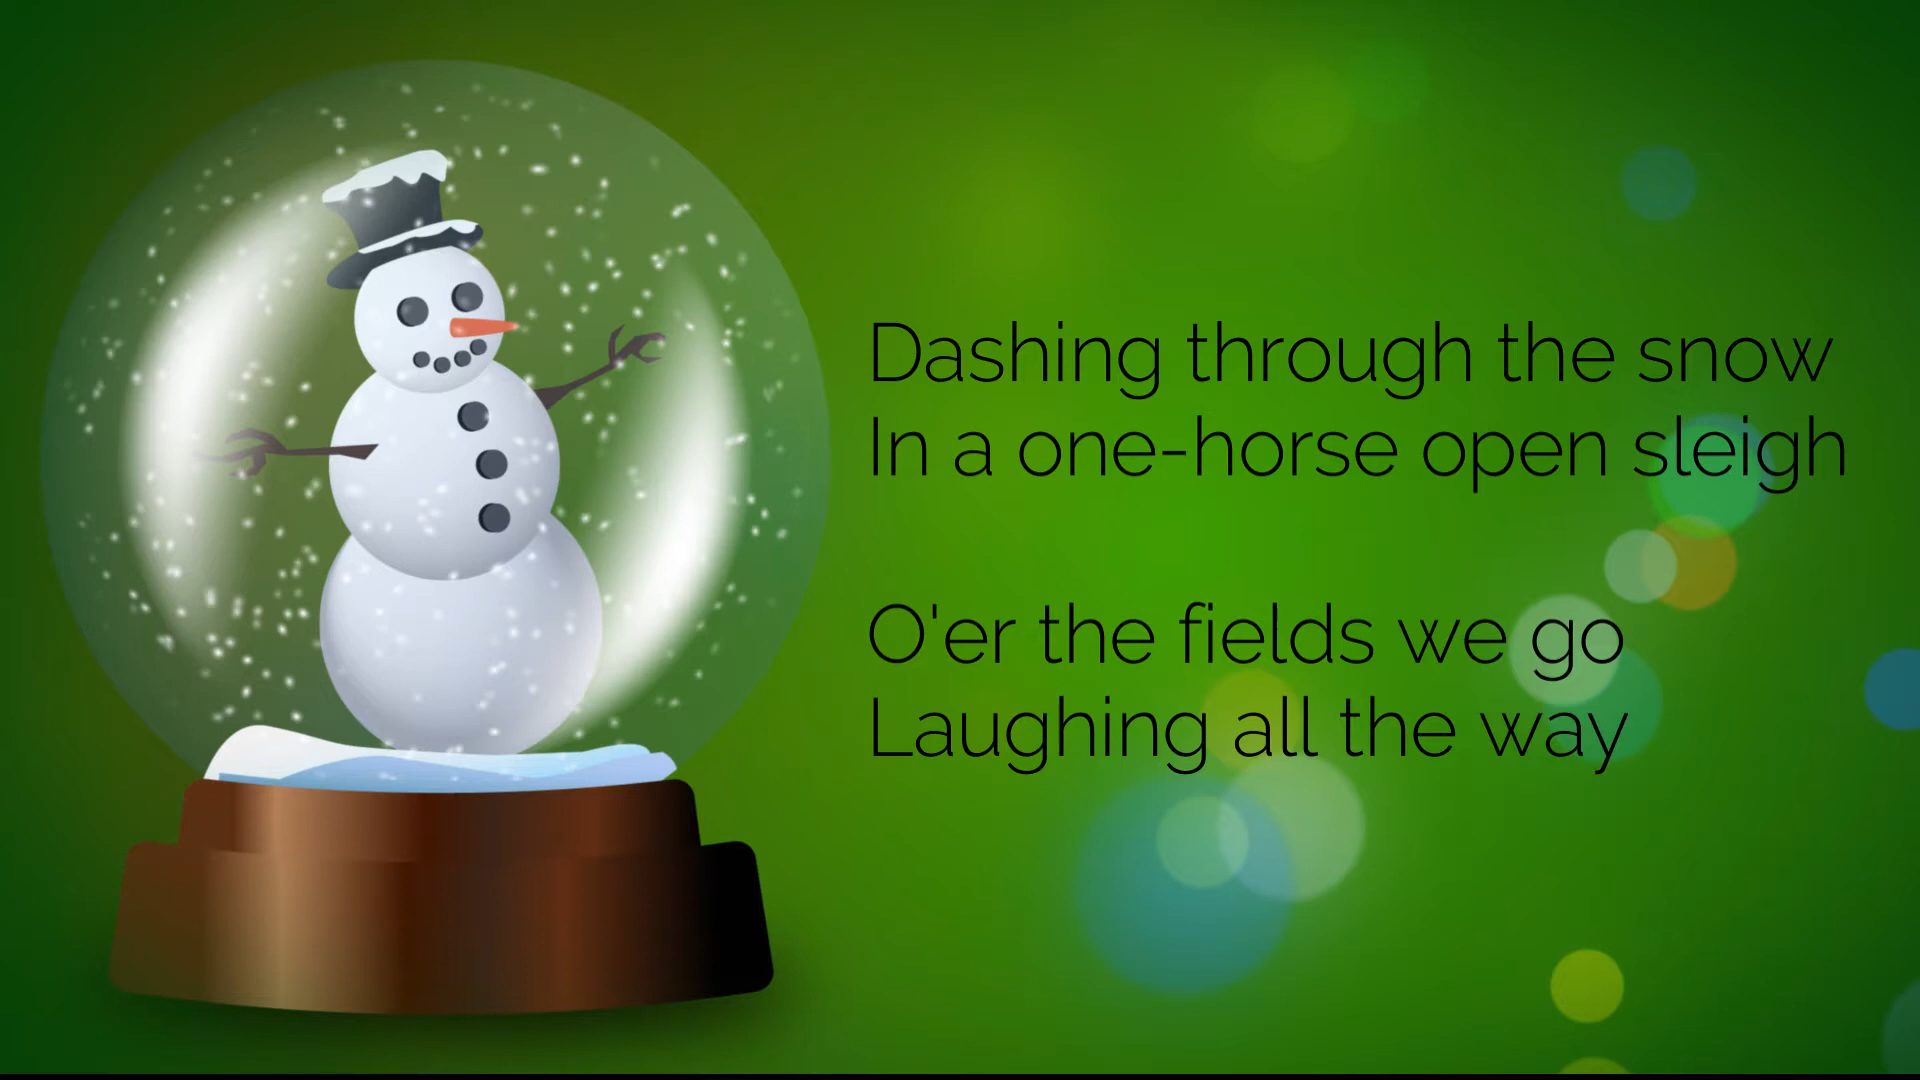 Dashing through the snow
In a one-horse open sleigh
O'er the fields we go
Laughing all the way